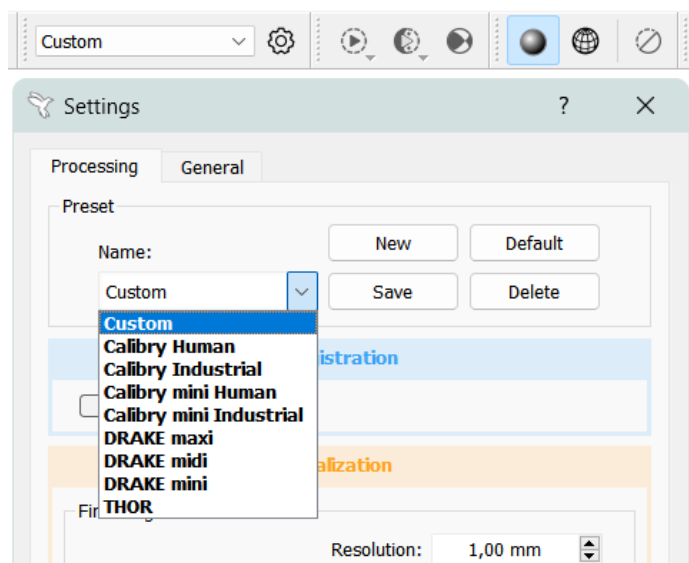 Custom
Settings
?
Processing
General
Preset
Name:
New
Default
Custom
Save
Delete
Custom
Calibry Human
Calibry Industrial
Calibry mini Human
Calibry mini Industrial
DRAKE maxi
DRAKE midi
DRAKE mini
THOR
istration
alization
Resolution:
1,00 mm